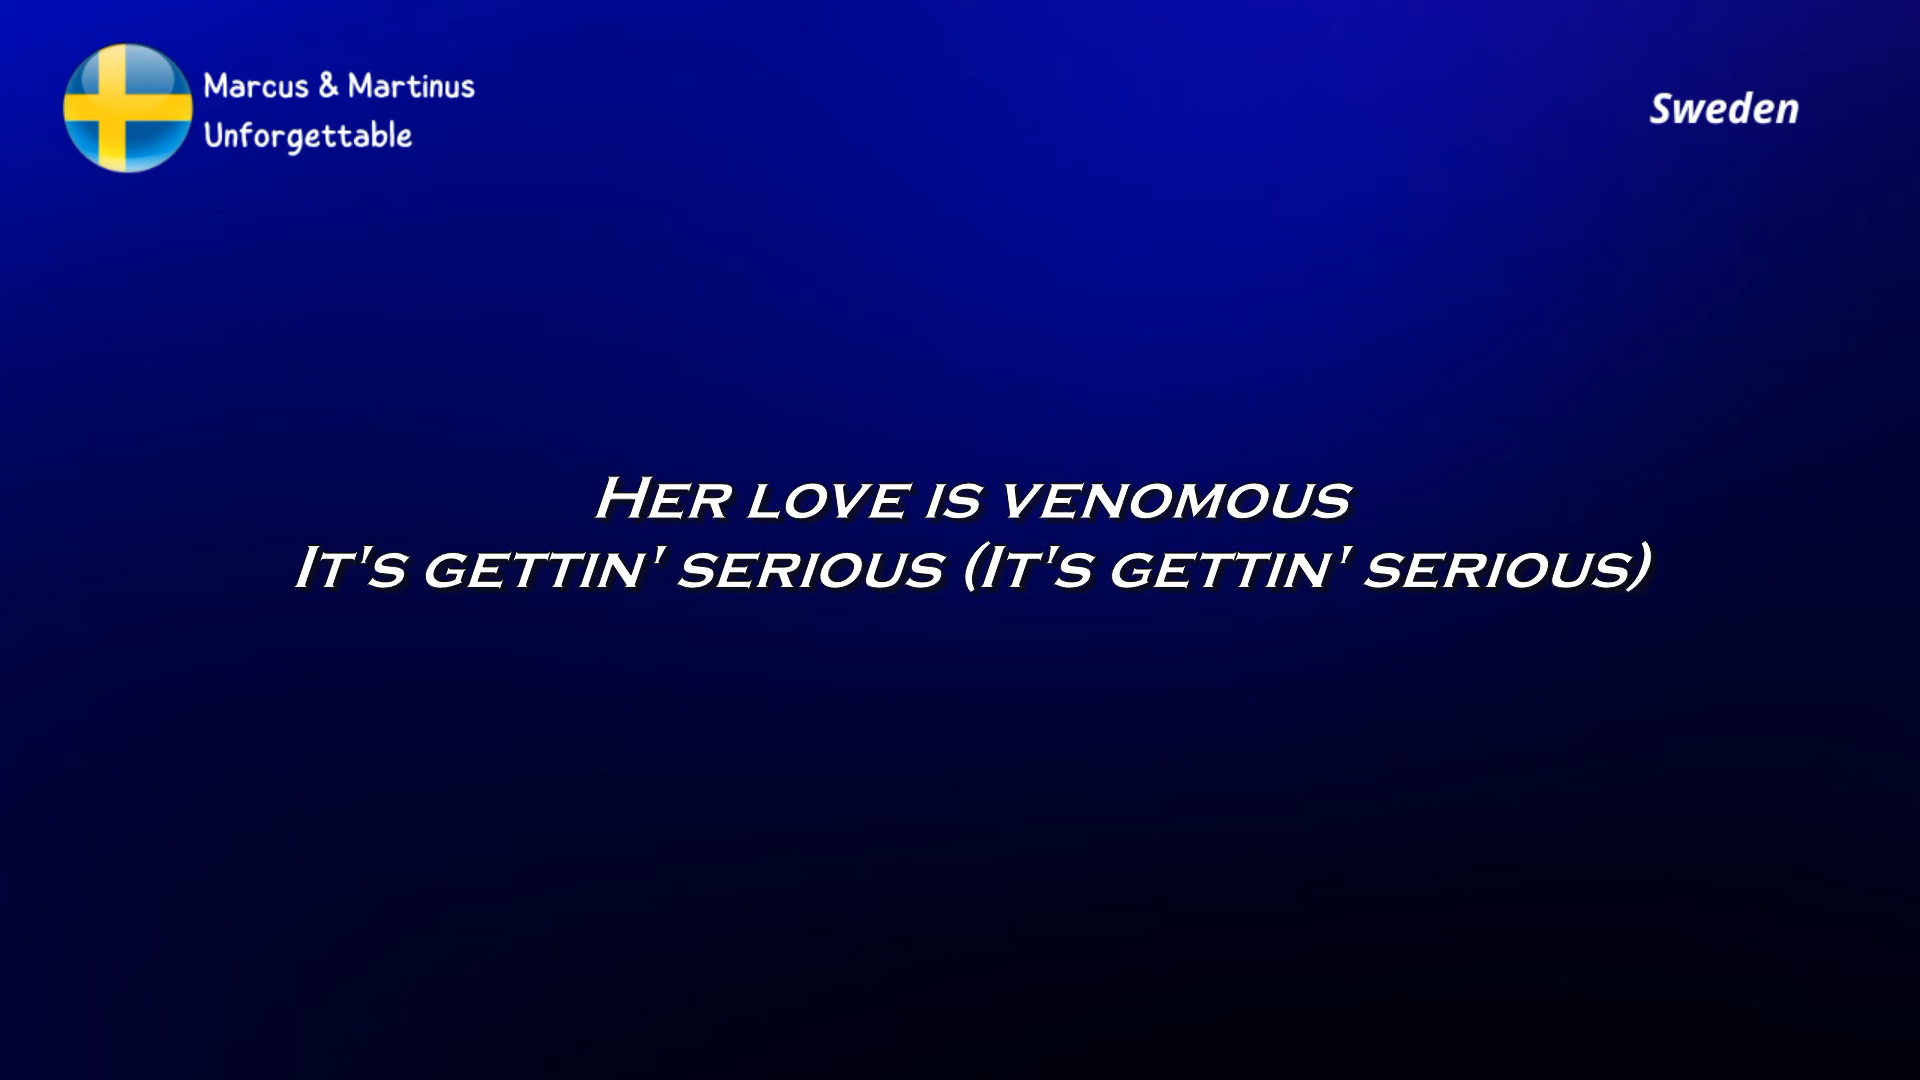 Marcus & Martinus
Unforgettable
Sweden
Her love is venomous
It's gettin' serious (It's gettin' serious)